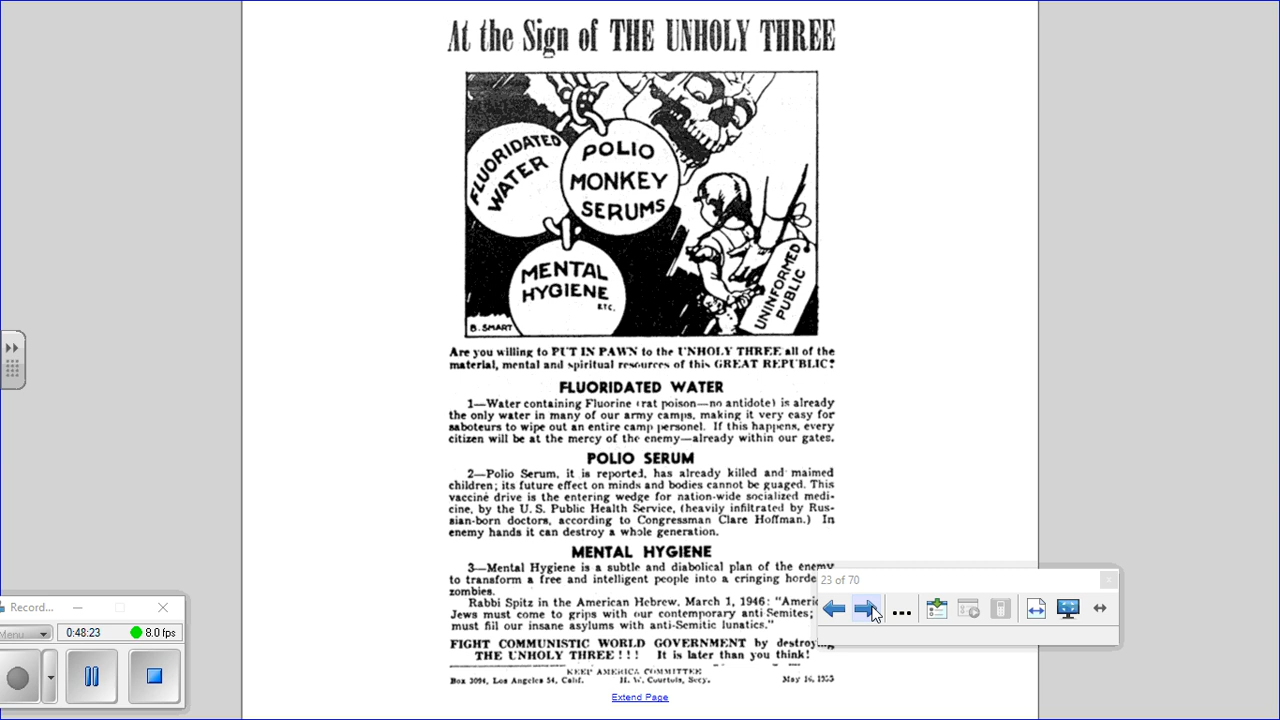 At the Sign of THE UNHOLY THREE
FLUORIDATED
WATER
POLIO
MONKEY
SERUMS
MENTAL
HYGIENE
ETC.
UNINFORMED
PUBLIC
B. SMART
Are you willing to PUT IN PAWN to the UNHOLY THREE all of the
material, mental and spiritual resources of this GREAT REPUBLIC?
FLUORIDATED WATER
1—Water containing Fluorine (rat poison—no antidote) is already
the only water in many of our army camps, making it very easy for
saboteurs to wipe out an entire camp personel. If this happens, every
citizen will be at the mercy of the enemy—already within our gates.
POLIO SERUM
2—Polio Serum, it is reported, has already killed and maimed
children; its future effect on minds and bodies cannot be guaged. This
vaccine drive is the entering wedge for nation-wide socialized medi-
cine, by the U. S. Public Health Service, (heavily infiltrated by Rus-
sian-born doctors, according to Congressman Clare Hoffman.) In
enemy hands it can destroy a whole generation.
MENTAL HYGIENE
3—Mental Hygiene is a subtle and diabolical plan of the enemy
to transform a free and intelligent people into a cringing horde
zombies.
Rabbi Spitz in the American Hebrew, March 1, 1946: "Americ
Jews must come to grips with our contemporary anti-Semites;
must fill our insane asylums with anti-Semitic lunatics."
FIGHT COMMUNISTIC WORLD GOVERNMENT by destroying
THE UNHOLY THREE!!! It is later than you think!
KEEP AMERICA COMMITTEE
Box 3094, Los Angeles 54, Calif. H. W. Courtois, Secy. May 16, 1955
Extend Page
23 of 70
Record...
Menu
0:48:23
8.0 fps